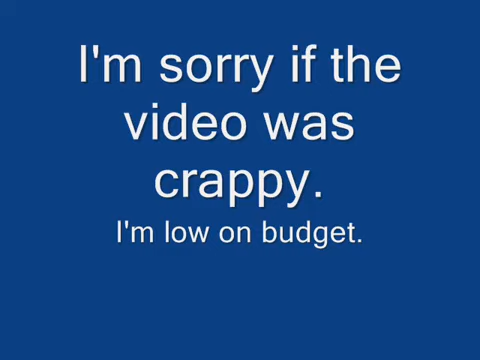 I'm sorry if the
video was
crappy.
I'm low on budget.